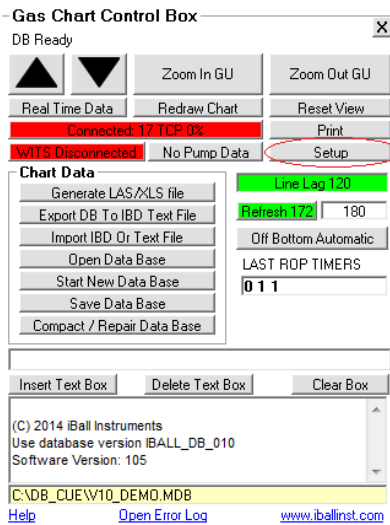 Gas Chart Control Box
X
DB Ready
Zoom In GU
Zoom Out GU
Real Time Data
Redraw Chart
Reset View
Connected: 17 TCP 0%
Print
WITS Disconnected
No Pump Data
Setup
Chart Data
Generate LAS/XLS file
Export DB To IBD Text File
Import IBD Or Text File
Open Data Base
Start New Data Base
Save Data Base
Compact / Repair Data Base
Line Lag 120
Refresh 172
180
Off Bottom Automatic
LAST ROP TIMERS
0 1 1
Insert Text Box
Delete Text Box
Clear Box
(C) 2014 iBall Instruments
Use database version IBALL_DB_010
Software Version: 105
C:\DB_CUE\V10_DEMO.MDB
Help
Open Error Log
www.iballinst.com